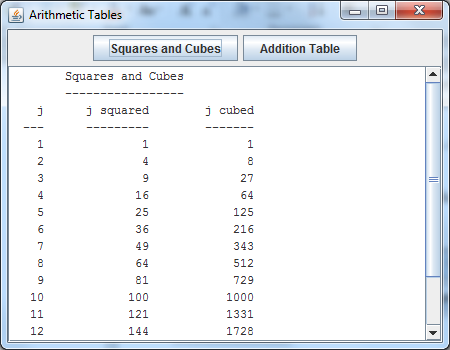 Arithmetic Tables
Squares and Cubes Addition Table
Squares and Cubes
-----------------
j j squared j cubed
--- --------- -------
1 1 1
2 4 8
3 9 27
4 16 64
5 25 125
6 36 216
7 49 343
8 64 512
9 81 729
10 100 1000
11 121 1331
12 144 1728